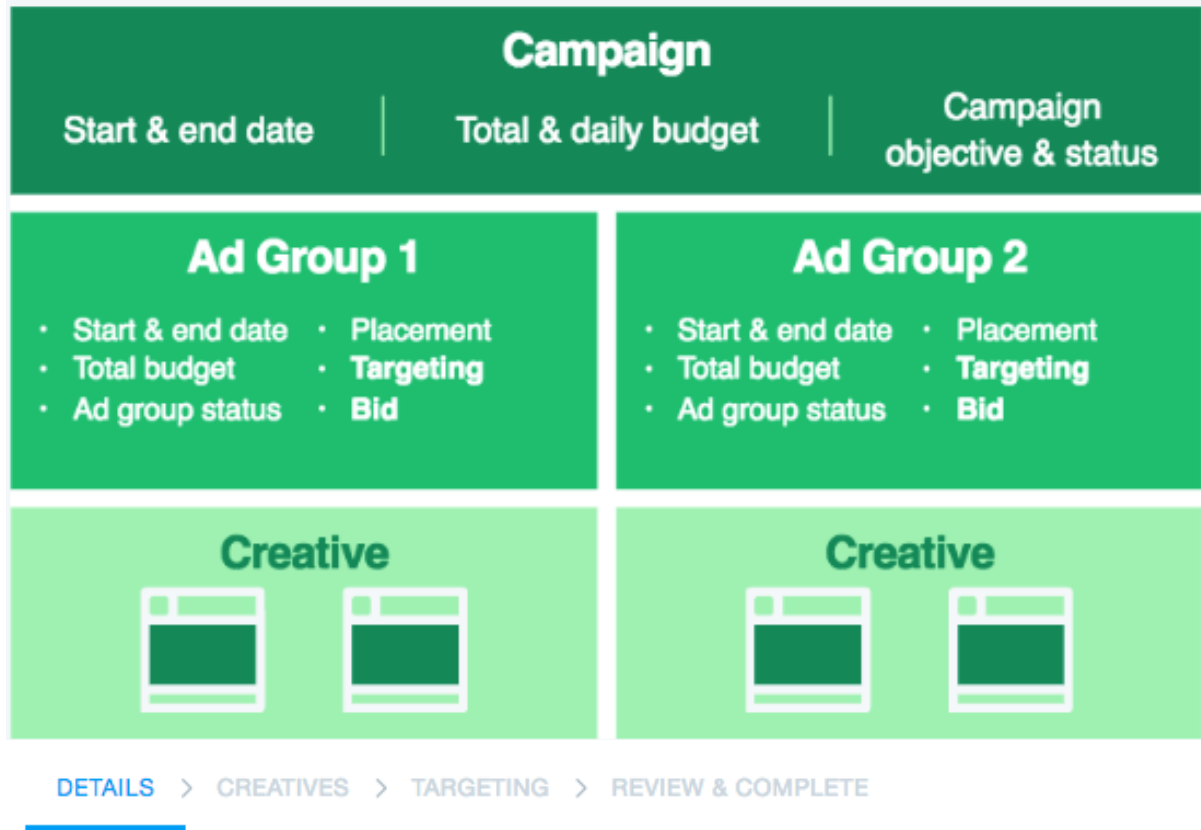 Campaign
Start & end date
Total & daily budget
Campaign
objective & status
Ad Group 1
· Start & end date
· Total budget
· Ad group status
· Placement
· Targeting
· Bid
Ad Group 2
· Start & end date
· Total budget
· Ad group status
· Placement
· Targeting
· Bid
Creative
Creative
DETAILS > CREATIVES > TARGETING > REVIEW & COMPLETE